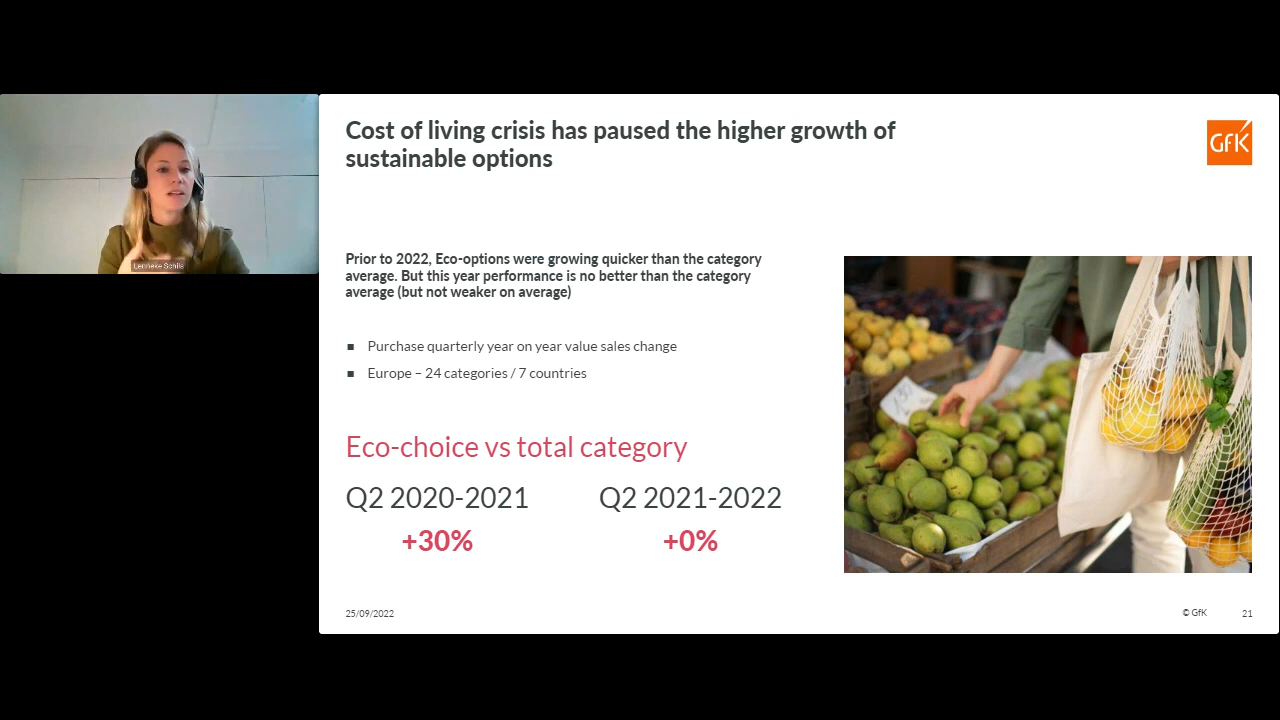 Cost of living crisis has paused the higher growth of
sustainable options
GfK
Lenneke Schils
Prior to 2022, Eco-options were growing quicker than the category
average. But this year performance is no better than the category
average (but not weaker on average)
▪ Purchase quarterly year on year value sales change
▪ Europe – 24 categories / 7 countries
Eco-choice vs total category
Q2 2020-2021 Q2 2021-2022
+30% +0%
25/09/2022 © GfK 21